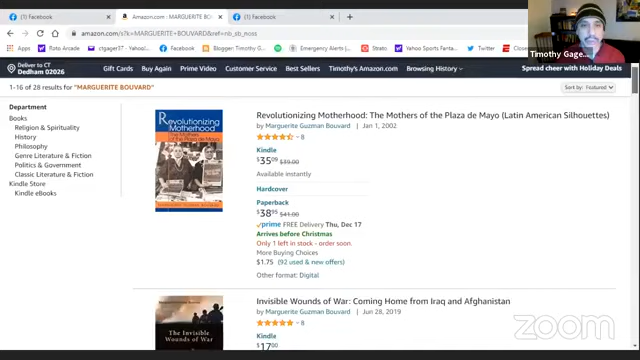 Facebook
Amazon.com : MARGUERITE BOU
Facebook
amazon.com/s?k=MARGUERITE+BOUVARD&ref=nb_sb_noss
Apps
Roto Arcade
ctgager37@gmail...
Facebook
Blogger: Timothy G...
Emergency Alerts (...
Strato
Yahoo Sports Fanta...
Timothy Gage...
Deliver to CT
Dedham 02026
Gift Cards
Buy Again
Prime Video
Customer Service
Best Sellers
Timothy's Amazon.com
Browsing History
Spread cheer with Holiday Deals
1-16 of 28 results for "MARGUERITE BOUVARD"
Sort by: Featured
Department
Books
Religion & Spirituality
History
Philosophy
Genre Literature & Fiction
Politics & Government
Classic Literature & Fiction
Kindle Store
Kindle eBooks
Revolutionizing
Motherhood
Revolutionizing Motherhood: The Mothers of the Plaza de Mayo (Latin American Silhouettes)
by Marguerite Guzman Bouvard | Jan 1, 2002
8
Kindle
$3509 $39.00
Available instantly
Hardcover
Paperback
$3895 $41.00
prime FREE Delivery Thu, Dec 17
Arrives before Christmas
Only 1 left in stock - order soon.
More Buying Choices
$1.75 (92 used & new offers)
Other format: Digital
The Invisible
Wounds of War
Invisible Wounds of War: Coming Home from Iraq and Afghanistan
by Marguerite Guzman Bouvard | Jun 28, 2019
8
Kindle
$1700
zoom